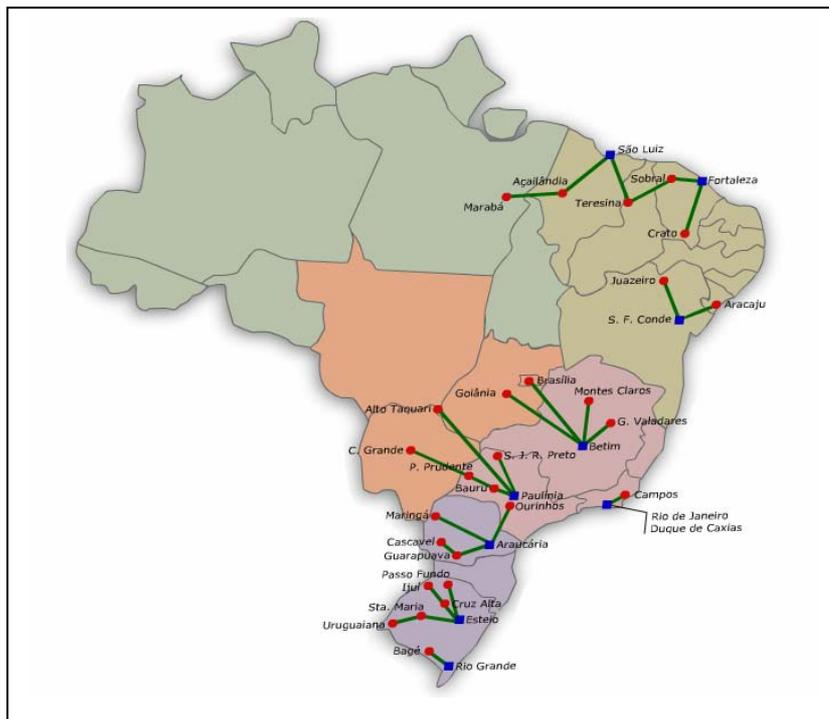 São Luiz
Açailândia
Sobral
Fortaleza
Marabá
Teresina
Crato
Juazeiro
Aracaju
S. F. Conde
Brasília
Goiânia
Montes Claros
Alto Taquari
G. Valadares
C. Grande
Betim
S. J. R. Preto
P. Prudente
Bauru
Paulínia
Campos
Ourinhos
Maringá
Rio de Janeiro
Duque de Caxias
Cascavel
Araucária
Guarapuava
Passo Fundo
Ijuí
Cruz Alta
Sta. Maria
Esteio
Uruguaiana
Bagé
Rio Grande